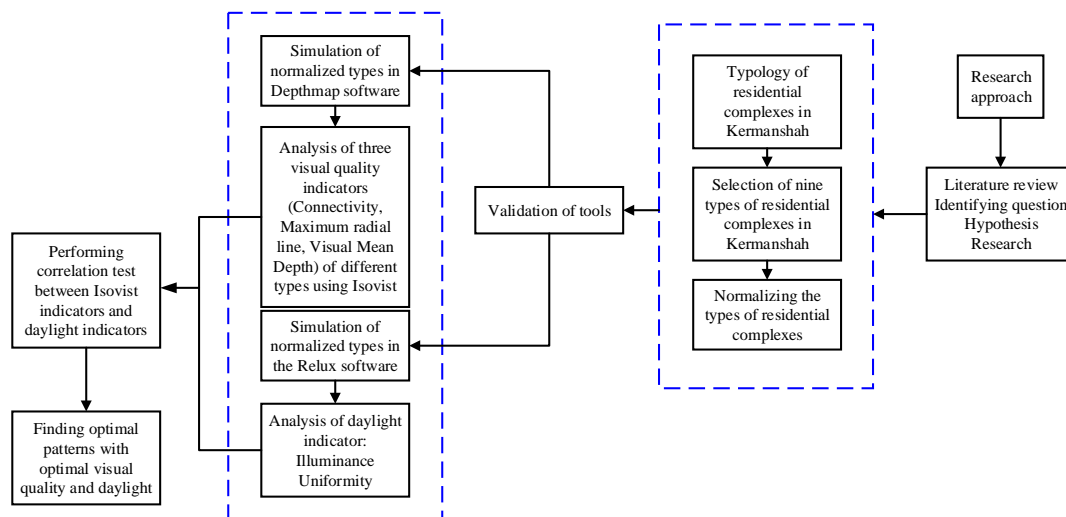 Research
approach
Literature review
Identifying question
Hypothesis
Research
Typology of
residential
complexes in
Kermanshah
Selection of nine
types of residential
complexes in
Kermanshah
Normalizing the
types of residential
complexes
Validation of tools
Simulation of
normalized types in
Depthmap software
Analysis of three
visual quality
indicators
(Connectivity,
Maximum radial
line, Visual Mean
Depth) of different
types using Isovist
Simulation of
normalized types in
the Relux software
Analysis of daylight
indicator:
Illuminance
Uniformity
Performing
correlation test
between Isovist
indicators and
daylight indicators
Finding optimal
patterns with
optimal visual
quality and daylight